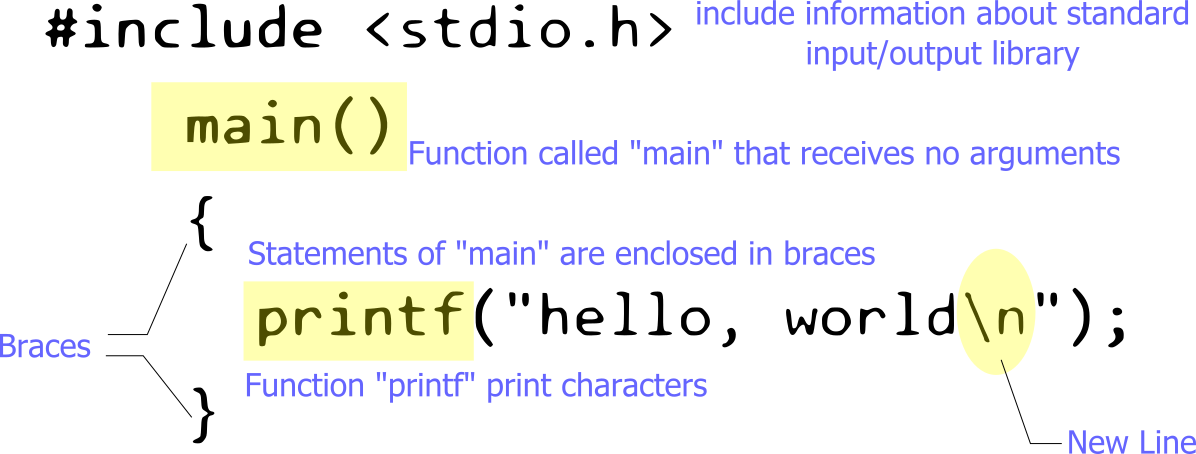 #include <stdio.h>
include information about standard
input/output library
main()
Function called "main" that receives no arguments
{
Statements of "main" are enclosed in braces
printf("hello, world\n");
Braces
Function "printf" print characters
}
New Line